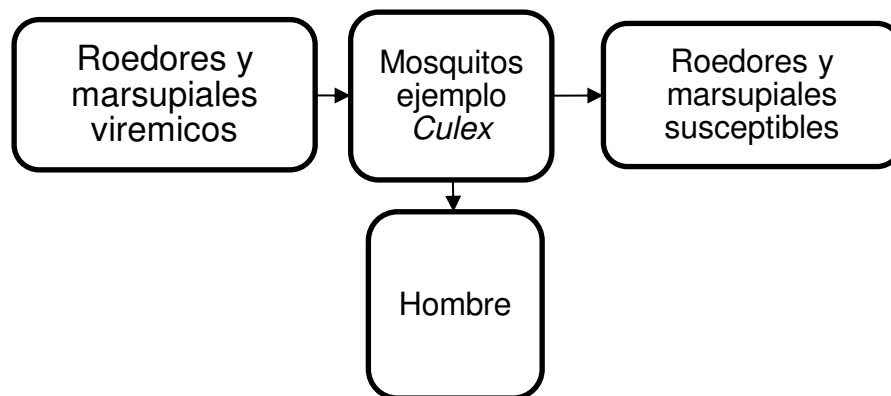 Roedores y
marsupiales
viremicos
Mosquitos
ejemplo
Culex
Roedores y
marsupiales
susceptibles
Hombre